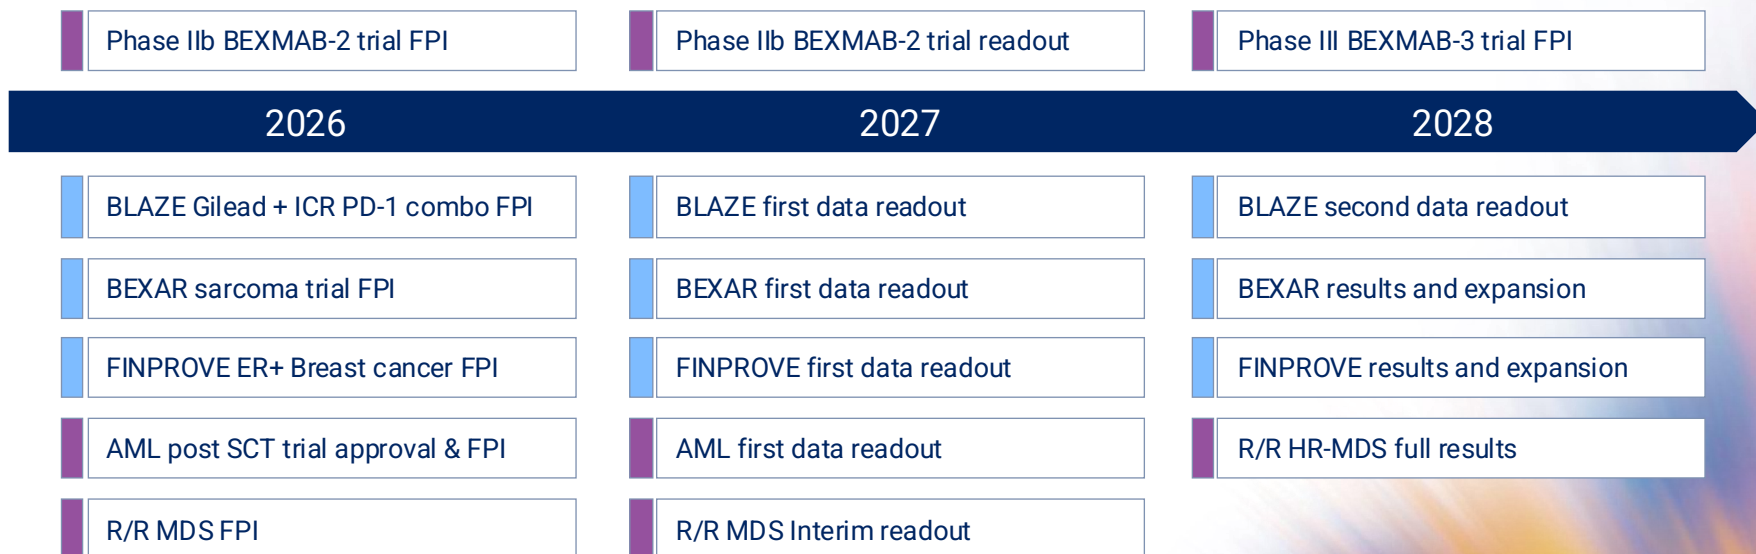 Phase IIb BEXMAB-2 trial FPI
Phase IIb BEXMAB-2 trial readout
Phase III BEXMAB-3 trial FPI
2026
2027
2028
BLAZE Gilead + ICR PD-1 combo FPI
BLAZE first data readout
BLAZE second data readout
BEXAR sarcoma trial FPI
BEXAR first data readout
BEXAR results and expansion
FINPROVE ER+ Breast cancer FPI
FINPROVE first data readout
FINPROVE results and expansion
AML post SCT trial approval & FPI
AML first data readout
R/R HR-MDS full results
R/R MDS FPI
R/R MDS Interim readout